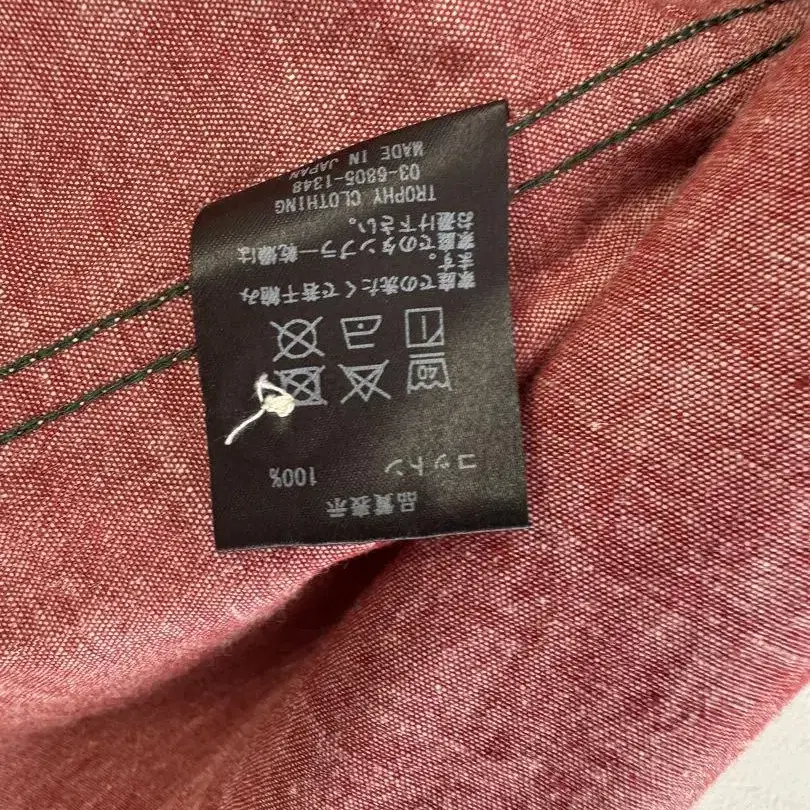 品質表示
コットン 100%
40
家庭での洗たくで若干縮み
ます。
家庭でのタンブラー乾燥は
お避け下さい。
TROPHY CLOTHING
03-6805-1348
MADE IN JAPAN